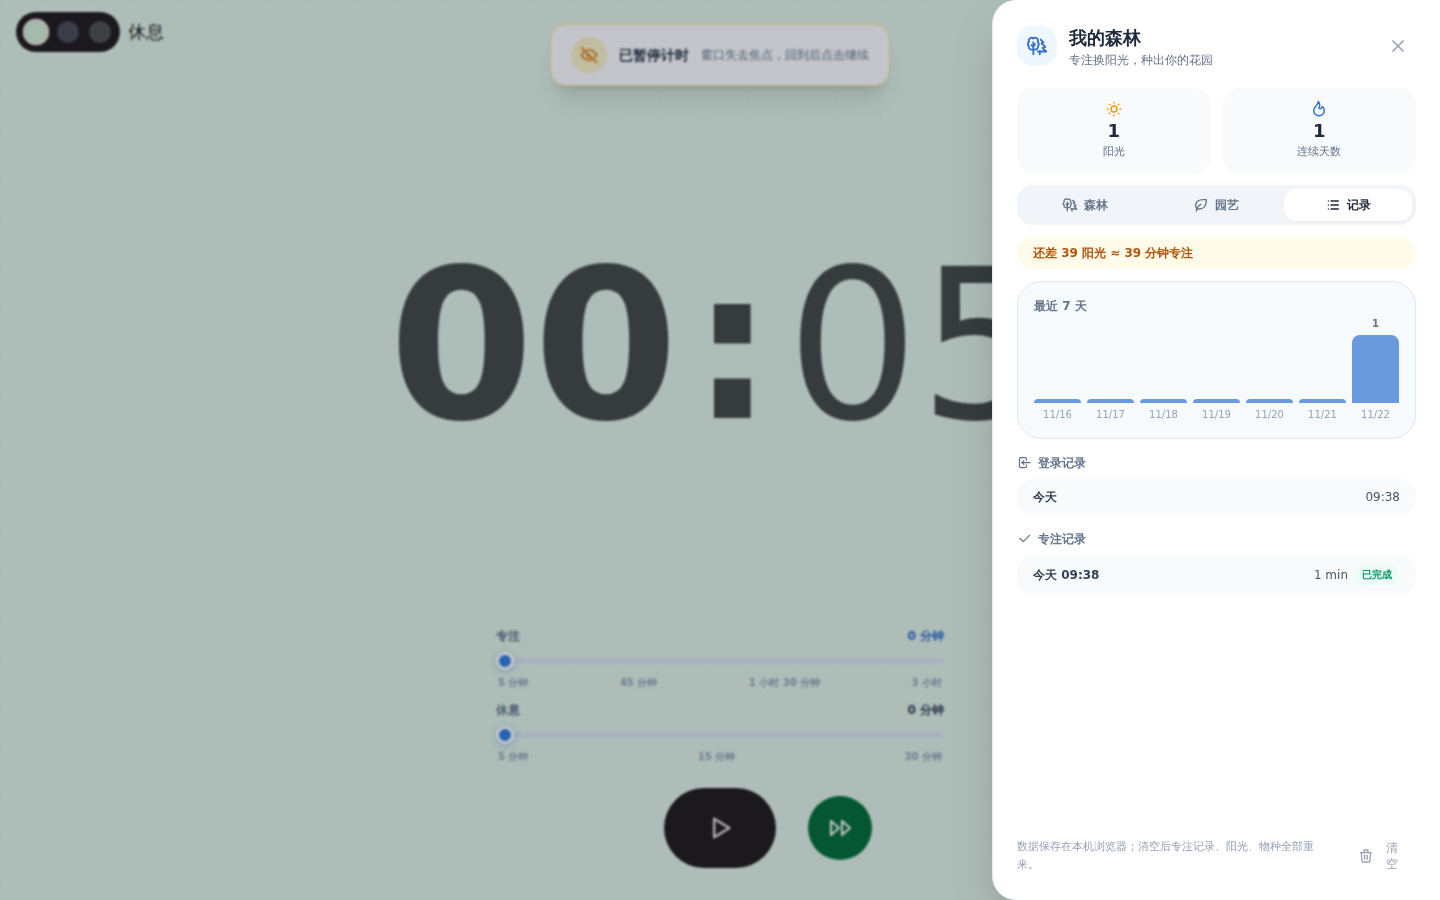 休息
已暂停计时 窗口失去焦点，回到后点击继续
00:05
专注 0 分钟
5 分钟 45 分钟 1 小时 30 分钟 3 小时
休息 0 分钟
5 分钟 15 分钟 30 分钟
我的森林
专注换阳光，种出你的花园
1
阳光
1
连续天数
森林 园艺 记录
还差 39 阳光 ≈ 39 分钟专注
最近 7 天
1
11/16 11/17 11/18 11/19 11/20 11/21 11/22
登录记录
今天 09:38
专注记录
今天 09:38 1 min 已完成
数据保存在本机浏览器；清空后专注记录、阳光、物种全部重
来。
清
空